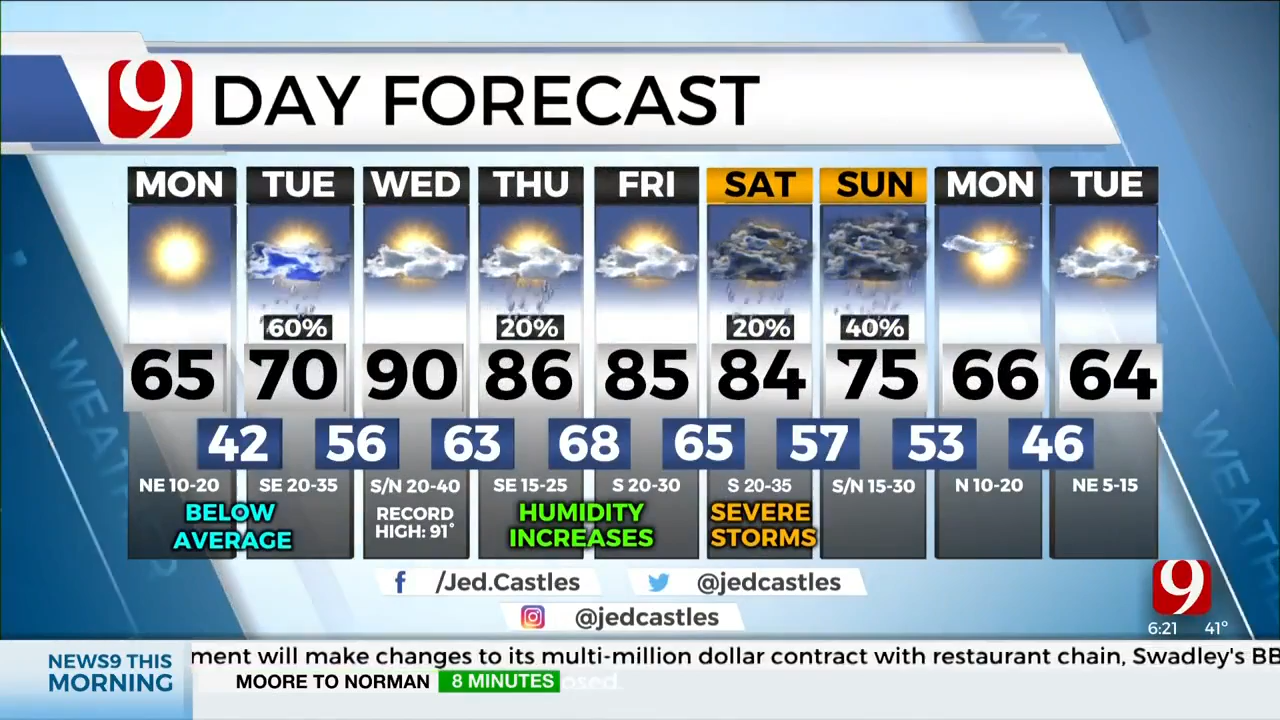 9 DAY FORECAST
MON TUE WED THU FRI SAT SUN MON TUE
60% 20% 20% 40%
65 70 90 86 85 84 75 66 64
42 56 63 68 65 57 53 46
NE 10-20 SE 20-35 S/N 20-40 SE 15-25 S 20-30 S 20-35 S/N 15-30 N 10-20 NE 5-15
BELOW
AVERAGE
RECORD
HIGH: 91°
HUMIDITY
INCREASES
SEVERE
STORMS
/Jed.Castles @jedcastles
@jedcastles
9
6:21 41°
NEWS9 THIS
MORNING
ment will make changes to its multi-million dollar contract with restaurant chain, Swadley's BB
MOORE TO NORMAN 8 MINUTES
WEATHER